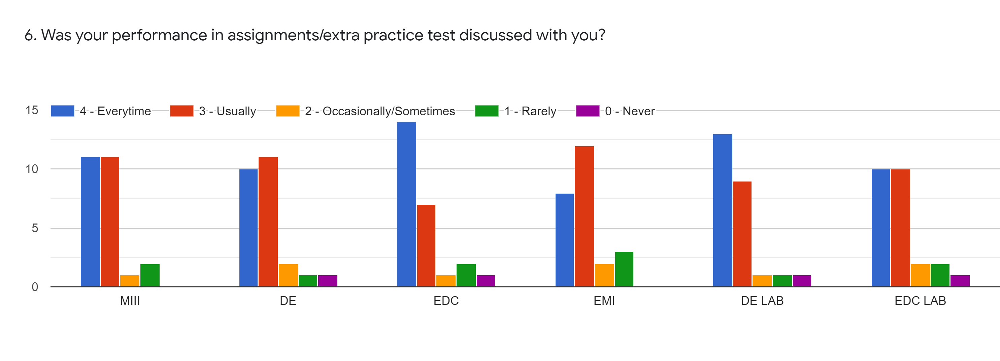 6. Was your performance in assignments/extra practice test discussed with you?
15 4 - Everytime 3 - Usually 2 - Occasionally/Sometimes 1 - Rarely 0 - Never
10
5
0
MIII DE EDC EMI DE LAB EDC LAB